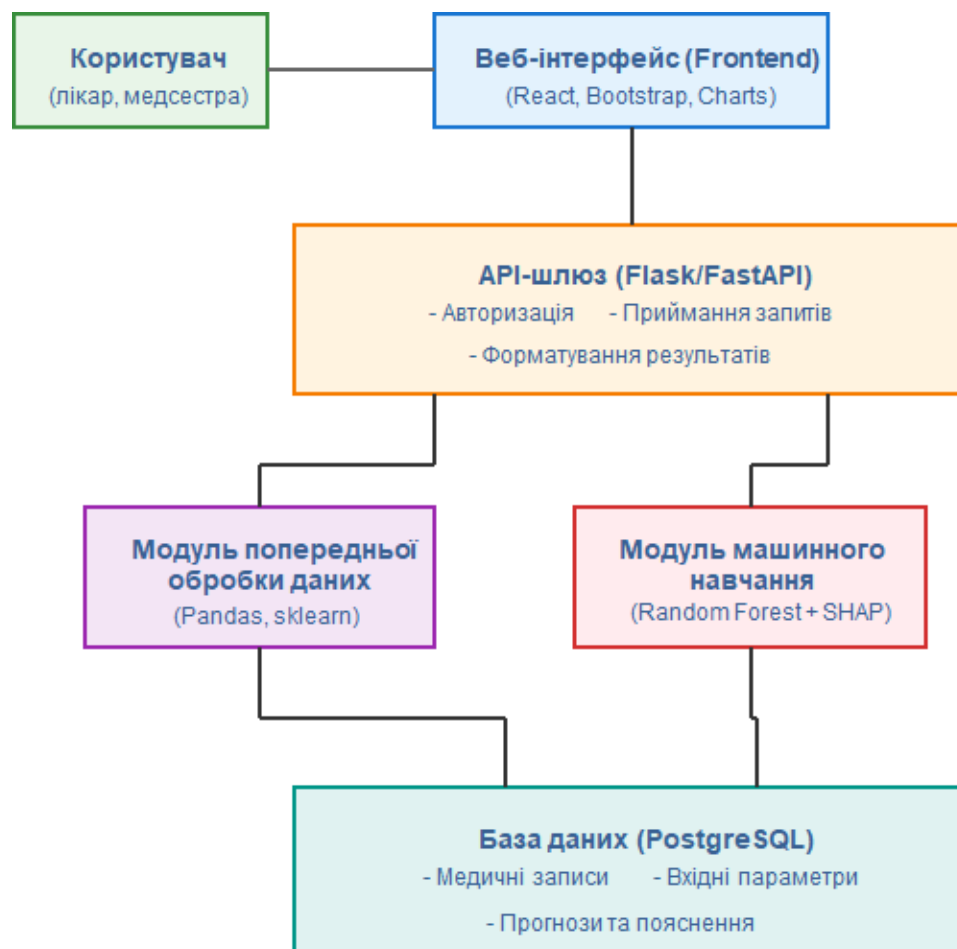 Користувач
(лікар, медсестра)
Веб-інтерфейс (Frontend)
(React, Bootstrap, Charts)
API-шлюз (Flask/FastAPI)
- Авторизація - Приймання запитів
- Форматування результатів
Модуль попередньої
обробки даних
(Pandas, sklearn)
Модуль машинного
навчання
(Random Forest + SHAP)
База даних (PostgreSQL)
- Медичні записи - Вхідні параметри
- Прогнози та пояснення